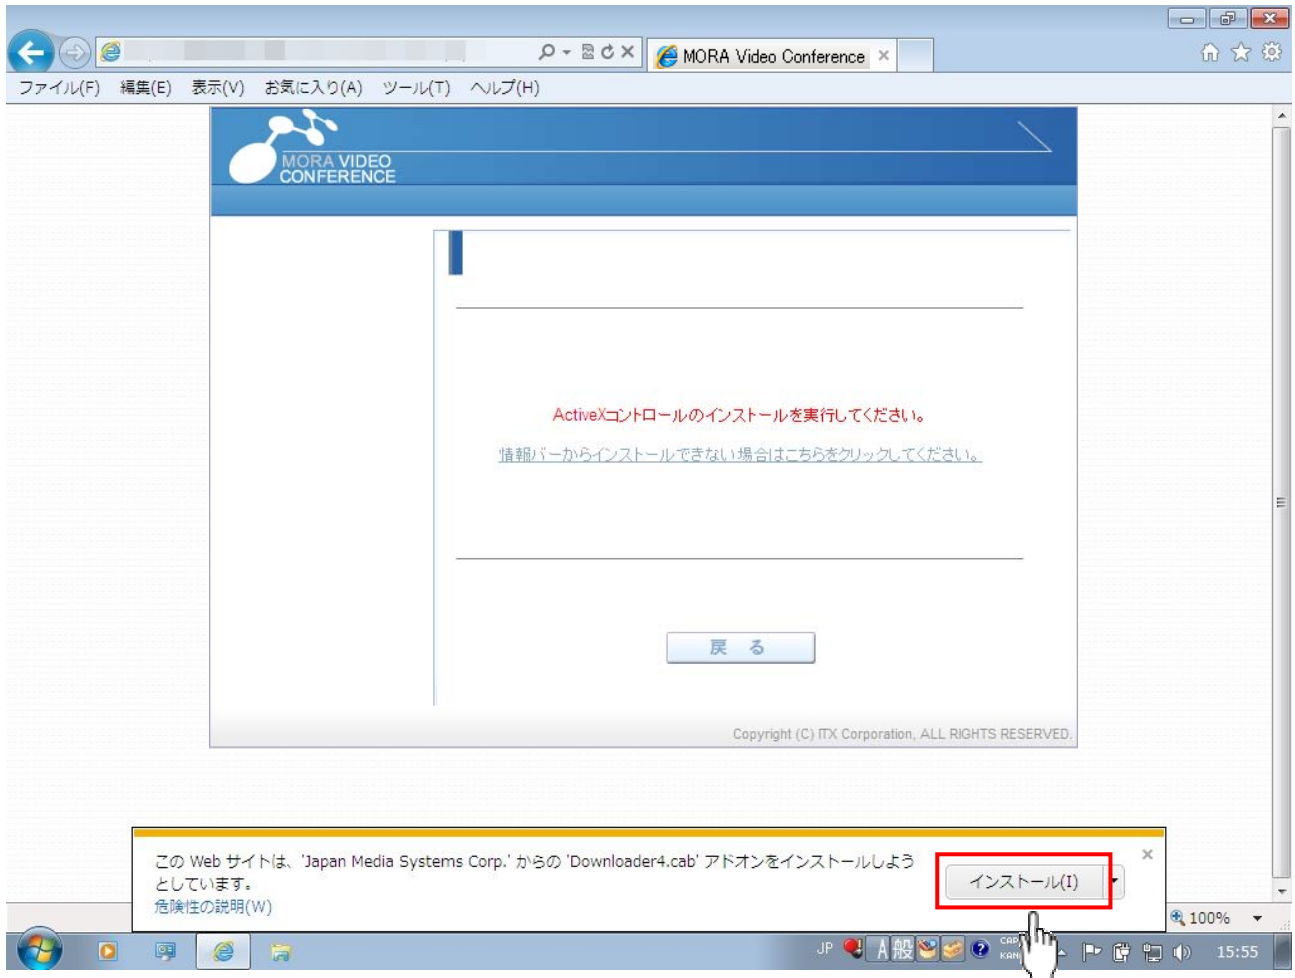 MORA Video Conference
ファイル(F) 編集(E) 表示(V) お気に入り(A) ツール(T) ヘルプ(H)
MORA VIDEO
CONFERENCE
ActiveXコントロールのインストールを実行してください。
情報バーからインストールできない場合はこちらをクリックしてください。
戻 る
Copyright (C) ITX Corporation, ALL RIGHTS RESERVED.
この Web サイトは、'Japan Media Systems Corp.' からの 'Downloader4.cab' アドオンをインストールしよう
としています。
危険性の説明(W)
インストール(I)
100%
JP A 般
15:55